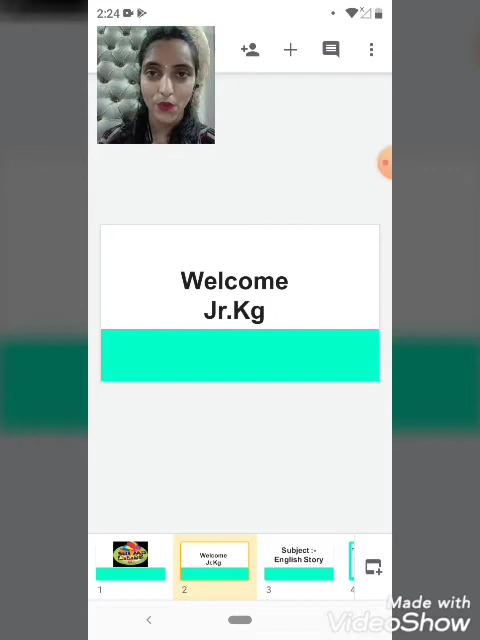 2:24
Welcome
Jr.Kg
Welcome
Jr.Kg
Subject :-
English Story
1
2
3
4
Made with
VideoShow